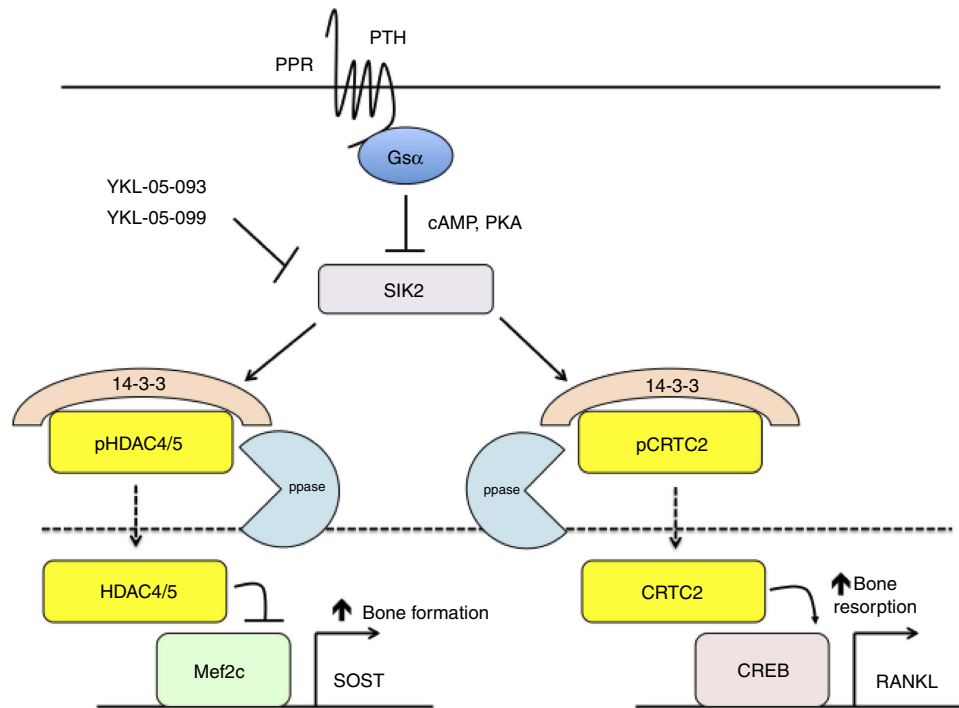 PTH
PPR
Gsα
YKL-05-093
YKL-05-099
cAMP, PKA
SIK2
14-3-3
14-3-3
pHDAC4/5
pCRTC2
ppase
ppase
HDAC4/5
CRTC2
Bone formation
Bone
resorption
Mef2c
SOST
CREB
RANKL